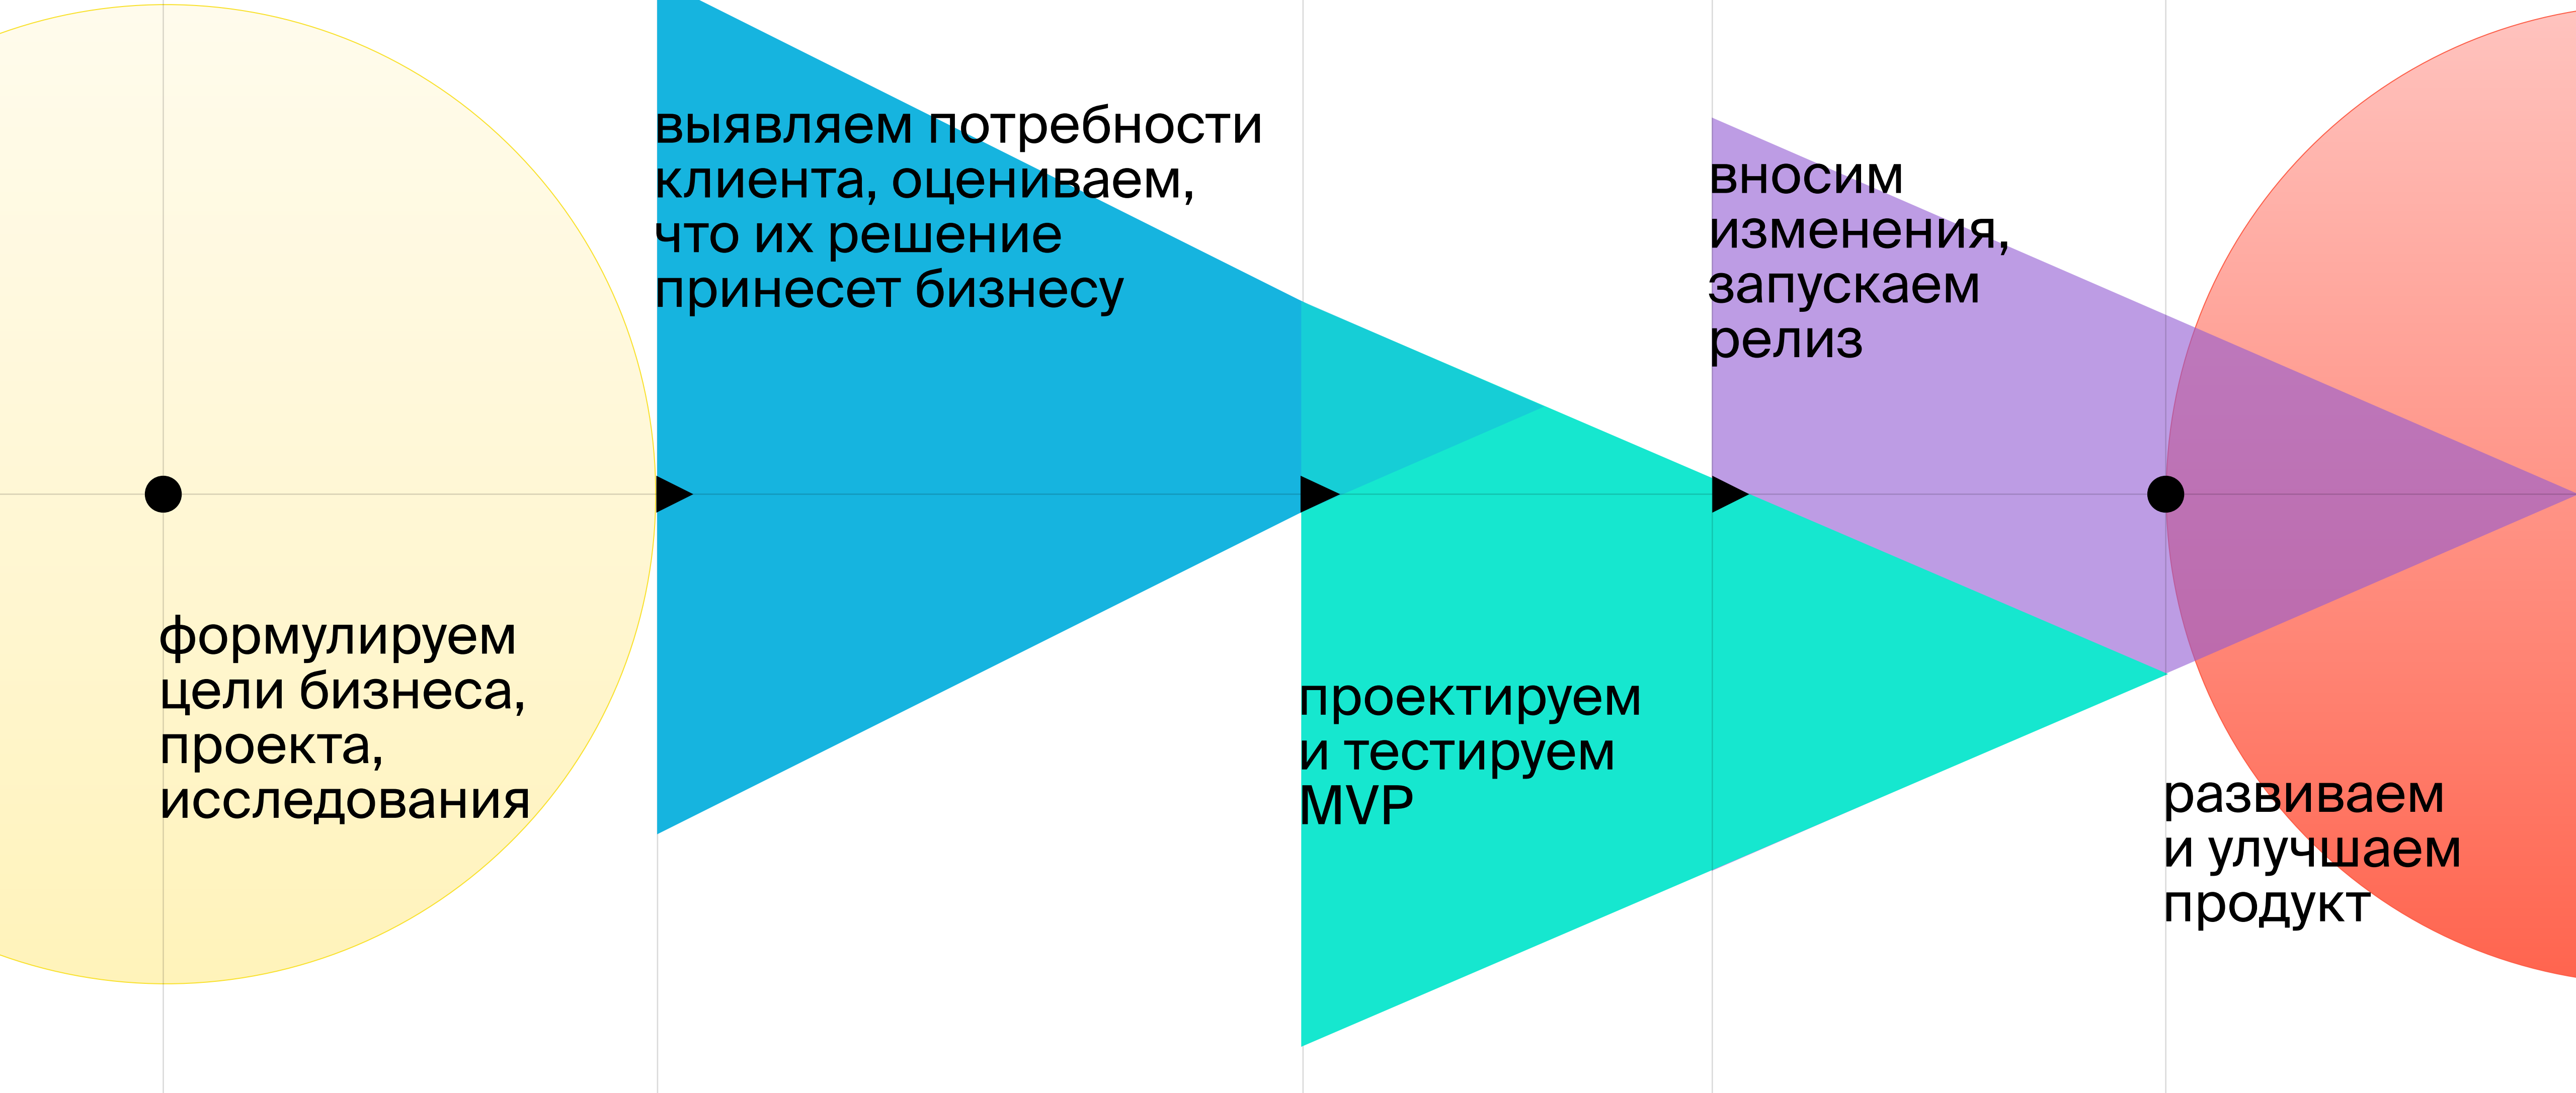 формулируем
цели бизнеса,
проекта,
исследования
выявляем потребности
клиента, оцениваем,
что их решение
принесет бизнесу
проектируем
и тестируем
MVP
вносим
изменения,
запускаем
релиз
развиваем
и улучшаем
продукт